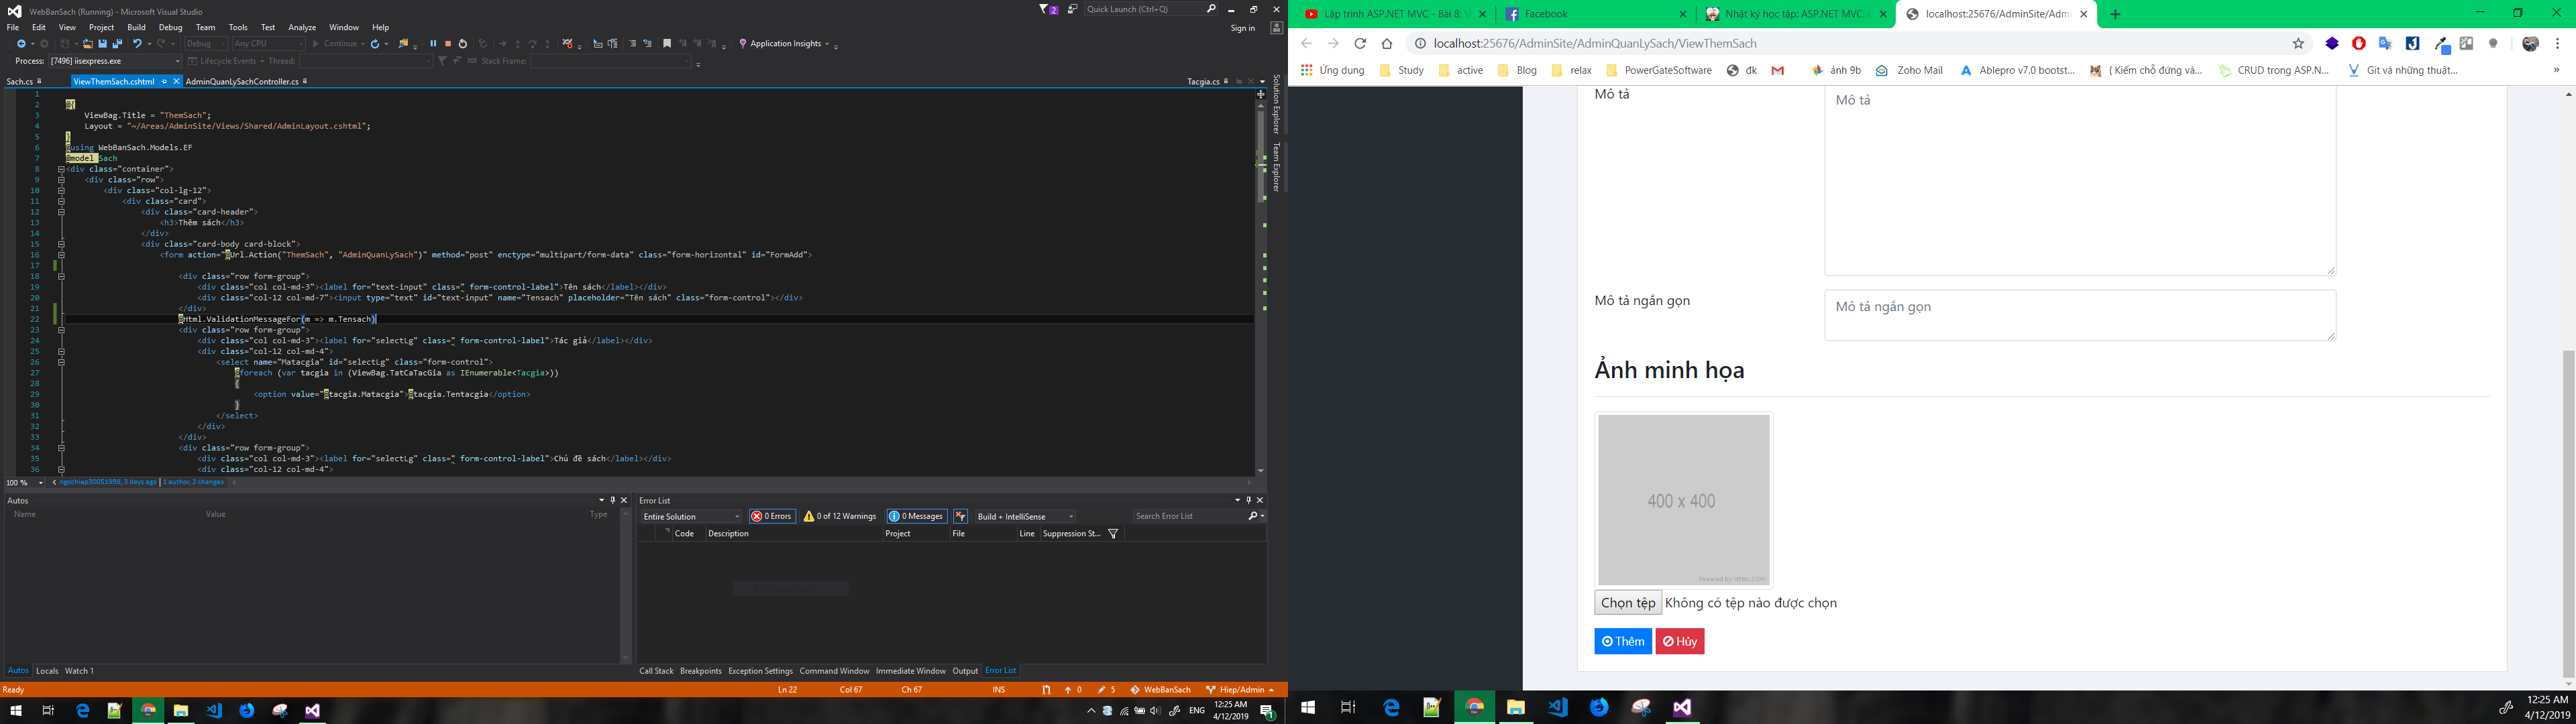 WebBanSach (Running) - Microsoft Visual Studio
2
Quick Launch (Ctrl+Q)
File Edit View Project Build Debug Team Tools Test Analyze Window Help
Sign in
Debug Any CPU Continue Application Insights
Process: [7496] iisexpress.exe Lifecycle Events Thread: Stack Frame:
Sach.cs ViewThemSach.cshtml AdminQuanLySachController.cs Tacgia.cs
1
2 @{
3 ViewBag.Title = "ThemSach";
4 Layout = "~/Areas/AdminSite/Views/Shared/AdminLayout.cshtml";
5 }
6 @using WebBanSach.Models.EF
7 @model Sach
8 <div class="container">
9 <div class="row">
10 <div class="col-lg-12">
11 <div class="card">
12 <div class="card-header">
13 <h3>Thêm sách</h3>
14 </div>
15 <div class="card-body card-block">
16 <form action="@Url.Action("ThemSach", "AdminQuanLySach")" method="post" enctype="multipart/form-data" class="form-horizontal" id="FormAdd">
17
18 <div class="row form-group">
19 <div class="col col-md-3"><label for="text-input" class=" form-control-label">Tên sách</label></div>
20 <div class="col-12 col-md-7"><input type="text" id="text-input" name="Tensach" placeholder="Tên sách" class="form-control"></div>
21 </div>
22 @Html.ValidationMessageFor(m => m.Tensach)
23 <div class="row form-group">
24 <div class="col col-md-3"><label for="selectLg" class=" form-control-label">Tác giả</label></div>
25 <div class="col-12 col-md-4">
26 <select name="Matacgia" id="selectLg" class="form-control">
27 @foreach (var tacgia in (ViewBag.TatCaTacGia as IEnumerable<Tacgia>))
28 {
29 <option value="@tacgia.Matacgia">@tacgia.Tentacgia</option>
30 }
31 </select>
32 </div>
33 </div>
34 <div class="row form-group">
35 <div class="col col-md-3"><label for="selectLg" class=" form-control-label">Chủ đề sách</label></div>
36 <div class="col-12 col-md-4">
100 % ngochiep30051998, 3 days ago | 1 author, 2 changes
Solution Explorer
Team Explorer
Autos
Name Value Type
Autos Locals Watch 1
Error List
Entire Solution 0 Errors 0 of 12 Warnings 0 Messages Build + IntelliSense Search Error List
Code Description Project File Line Suppression St...
Call Stack Breakpoints Exception Settings Command Window Immediate Window Output Error List
Ready Ln 22 Col 67 Ch 67 INS 0 5 WebBanSach Hiep/Admin
ENG 12:25 AM
4/12/2019
1
Lập trình ASP.NET MVC - Bài 8: V
Facebook
Nhật ký học tập: ASP.NET MVC: C
localhost:25676/AdminSite/Admi
localhost:25676/AdminSite/AdminQuanLySach/ViewThemSach
Ứng dụng Study active Blog relax PowerGateSoftware đk ảnh 9b Zoho Mail Ablepro v7.0 bootst... { Kiếm chỗ đứng và... CRUD trong ASP.N... Git và những thuật... »
Mô tả
Mô tả
Mô tả ngắn gọn
Mô tả ngắn gọn
Ảnh minh họa
400 x 400
Powered by HTML.COM
Chọn tệp Không có tệp nào được chọn
Thêm Hủy
12:25 AM
4/12/2019